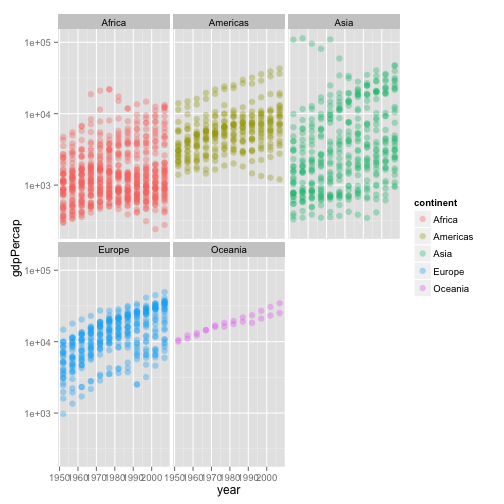 Africa
Americas
Asia
1e+05
1e+04
1e+03
gdpPercap
continent
Africa
Americas
Asia
Europe
Oceania
Europe
Oceania
1e+05
1e+04
1e+03
1950 1960 1970 1980 1990 2000
1950 1960 1970 1980 1990 2000
year